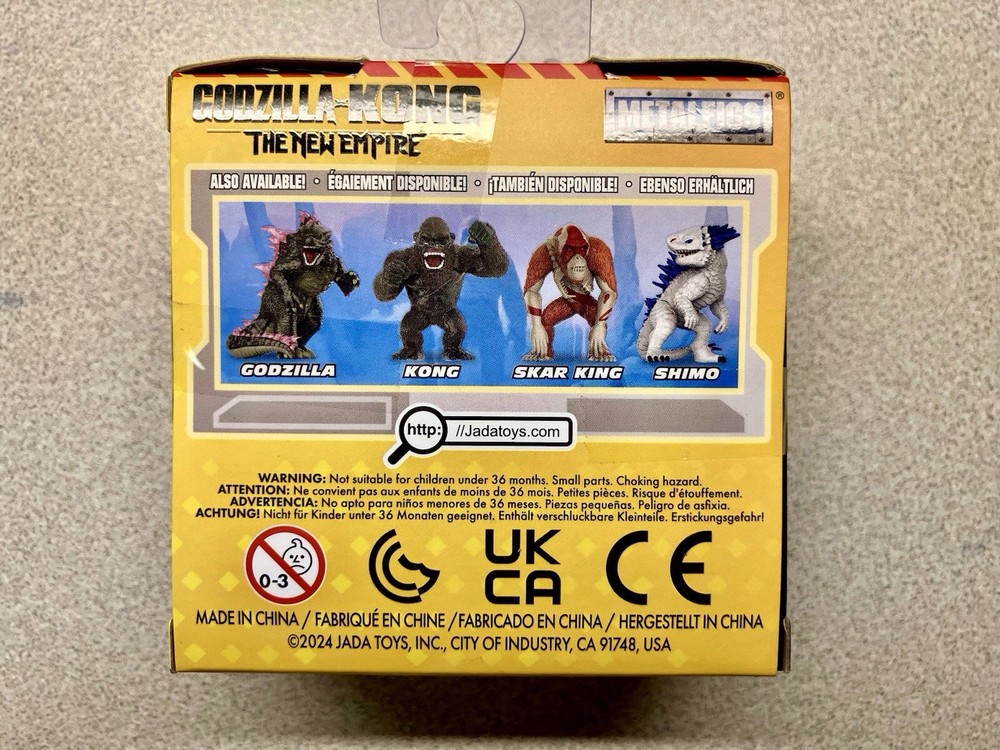 GODZILLA x KONG
THE NEW EMPIRE
METALFIGS®
ALSO AVAILABLE! • ÉGAIEMENT DISPONIBLE! • ¡TAMBIÉN DISPONIBLE! • EBENSO ERHÄLTLICH
GODZILLA KONG SKAR KING SHIMO
http: //Jadatoys.com
WARNING: Not suitable for children under 36 months. Small parts. Choking hazard.
ATTENTION: Ne convient pas aux enfants de moins de 36 mois. Petites pièces. Risque d'étouffement.
ADVERTENCIA: No apto para niños menores de 36 meses. Piezas pequeñas. Peligro de asfixia.
ACHTUNG! Nicht für Kinder unter 36 Monaten geeignet. Enthält verschluckbare Kleinteile. Erstickungsgefahr!
0-3
UK
CA
CE
MADE IN CHINA / FABRIQUÉ EN CHINE / FABRICADO EN CHINA / HERGESTELLT IN CHINA
©2024 JADA TOYS, INC., CITY OF INDUSTRY, CA 91748, USA